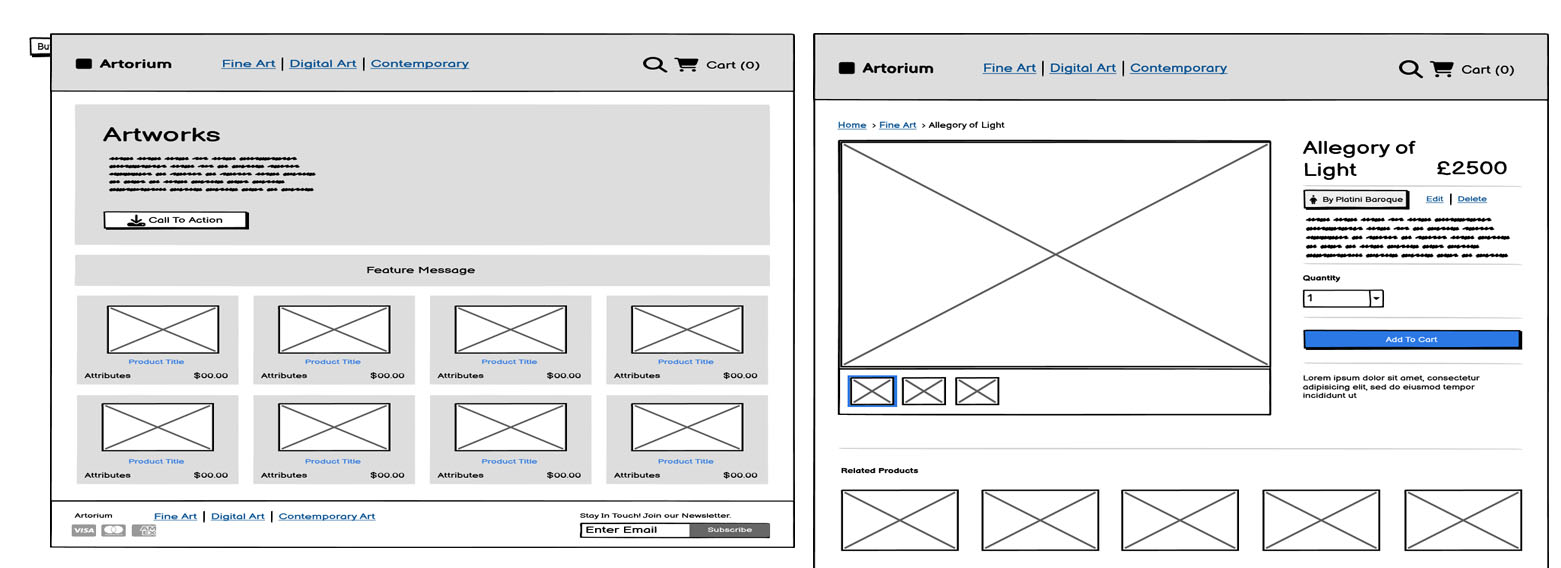 Bu
Artorium Fine Art | Digital Art | Contemporary Cart (0)
Artworks
Call To Action
Feature Message
Product Title Product Title Product Title Product Title
Attributes $00.00 Attributes $00.00 Attributes $00.00 Attributes $00.00
Product Title Product Title Product Title Product Title
Attributes $00.00 Attributes $00.00 Attributes $00.00 Attributes $00.00
Artorium Fine Art | Digital Art | Contemporary Art
VISA AM EX
Stay In Touch! Join our Newsletter.
Enter Email Subscribe
Artorium Fine Art | Digital Art | Contemporary Cart (0)
Home > Fine Art > Allegory of Light
Allegory of
Light £2500
By Platini Baroque Edit | Delete
Quantity
1
Add To Cart
Lorem ipsum dolor sit amet, consectetur
adipisicing elit, sed do eiusmod tempor
incididunt ut
Related Products